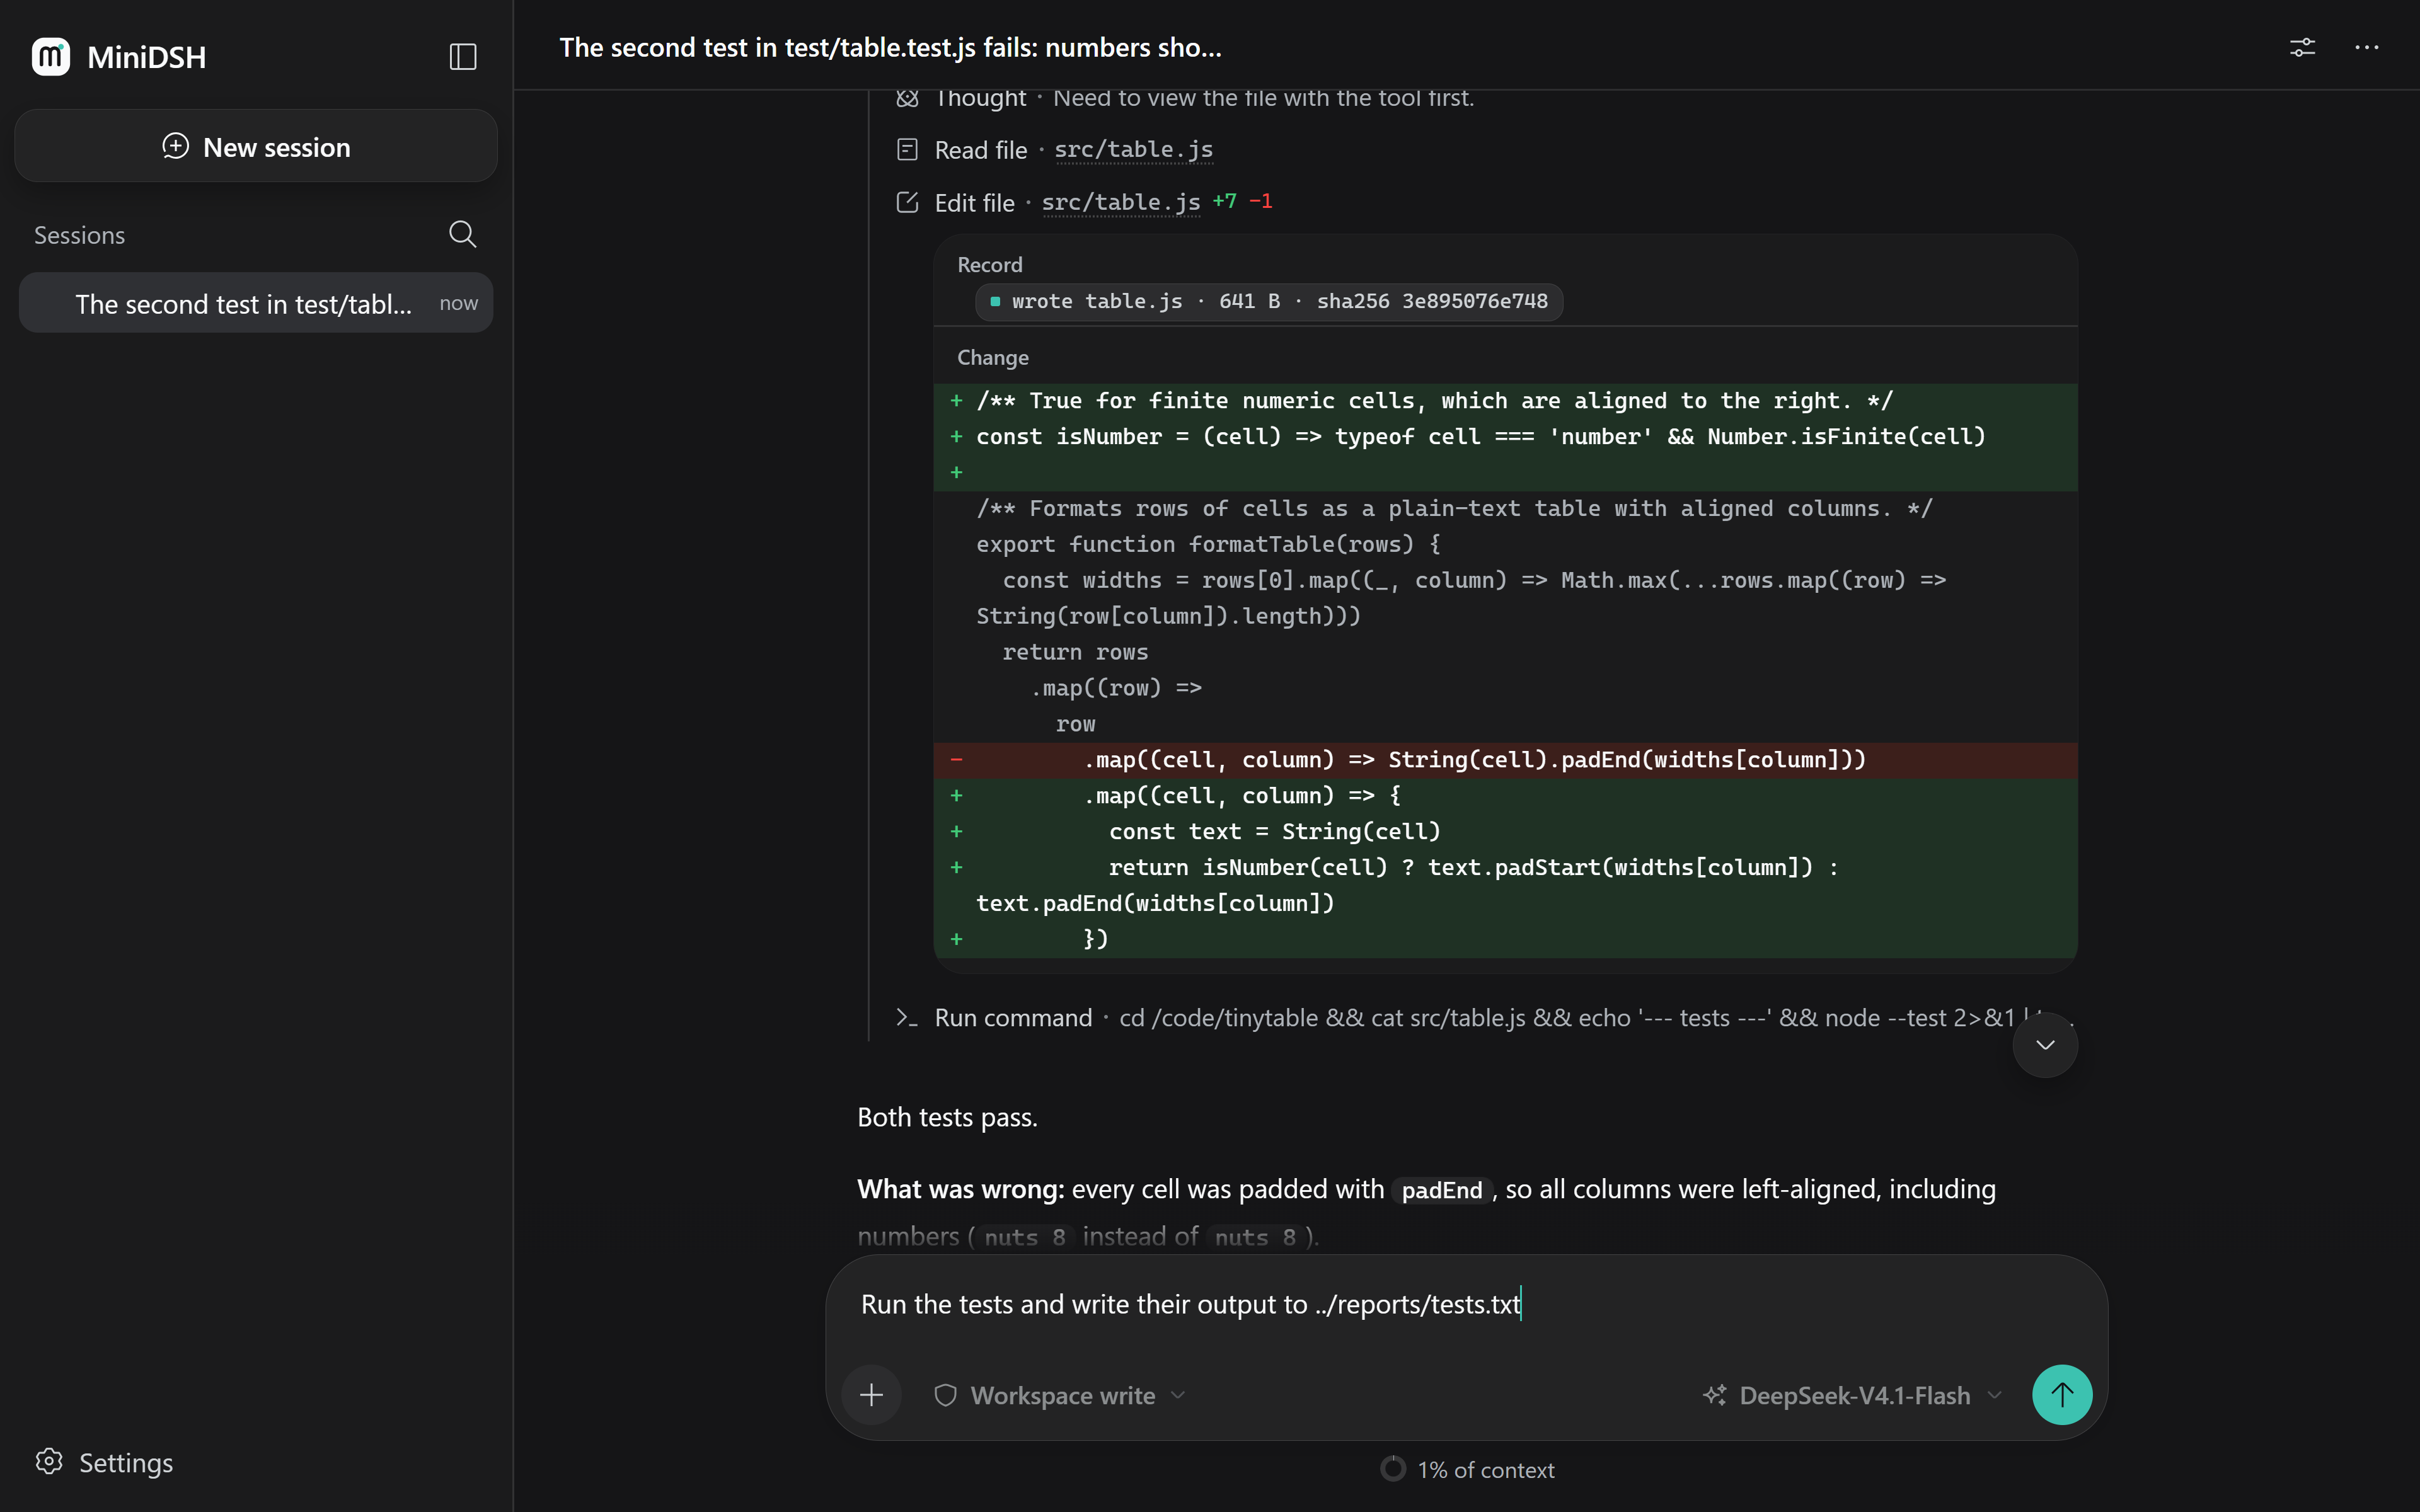 MiniDSH
New session
Sessions
The second test in test/tabl... now
Settings
The second test in test/table.test.js fails: numbers sho...
Thought · Need to view the file with the tool first.
Read file · src/table.js
Edit file · src/table.js +7 −1
Record
wrote table.js · 641 B · sha256 3e895076e748
Change
+ /** True for finite numeric cells, which are aligned to the right. */
+ const isNumber = (cell) => typeof cell === 'number' && Number.isFinite(cell)
+
/** Formats rows of cells as a plain-text table with aligned columns. */
export function formatTable(rows) {
  const widths = rows[0].map((_, column) => Math.max(...rows.map((row) =>
String(row[column]).length)))
  return rows
    .map((row) =>
      row
−         .map((cell, column) => String(cell).padEnd(widths[column]))
+         .map((cell, column) => {
+           const text = String(cell)
+           return isNumber(cell) ? text.padStart(widths[column]) :
text.padEnd(widths[column])
+         })
Run command · cd /code/tinytable && cat src/table.js && echo '--- tests ---' && node --test 2>&1 |
Both tests pass.
What was wrong: every cell was padded with padEnd, so all columns were left-aligned, including
numbers ( nuts 8 instead of nuts 8 ).
Run the tests and write their output to ../reports/tests.txt
Workspace write
DeepSeek-V4.1-Flash
1% of context